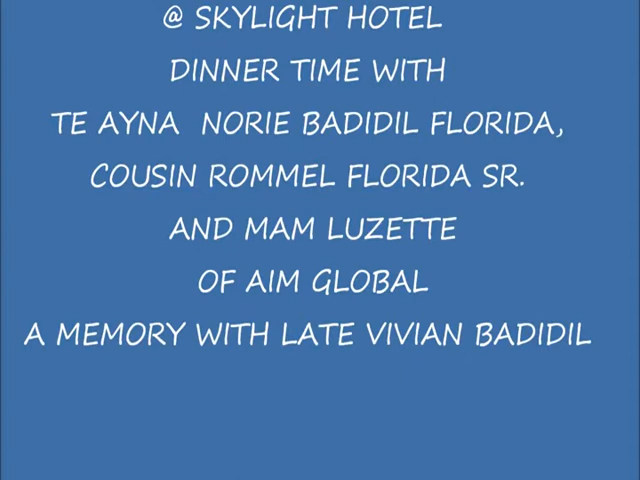 @ SKYLIGHT HOTEL
DINNER TIME WITH
TE AYNA NORIE BADIDIL FLORIDA,
COUSIN ROMMEL FLORIDA SR.
AND MAM LUZETTE
OF AIM GLOBAL
A MEMORY WITH LATE VIVIAN BADIDIL